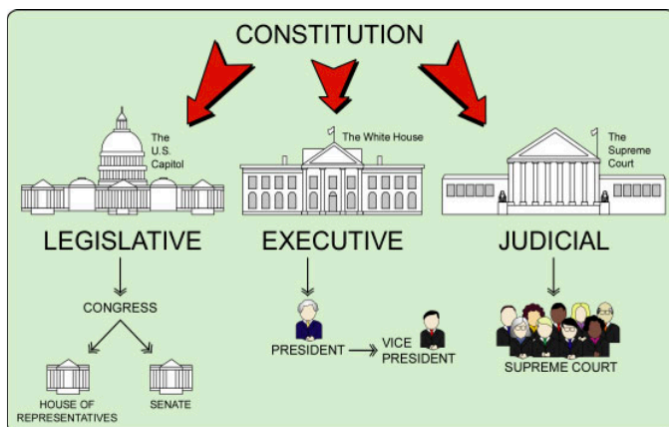 CONSTITUTION
The
U.S.
Capitol
The White House
The
Supreme
Court
LEGISLATIVE
EXECUTIVE
JUDICIAL
CONGRESS
HOUSE OF
REPRESENTATIVES
SENATE
PRESIDENT
VICE
PRESIDENT
SUPREME COURT